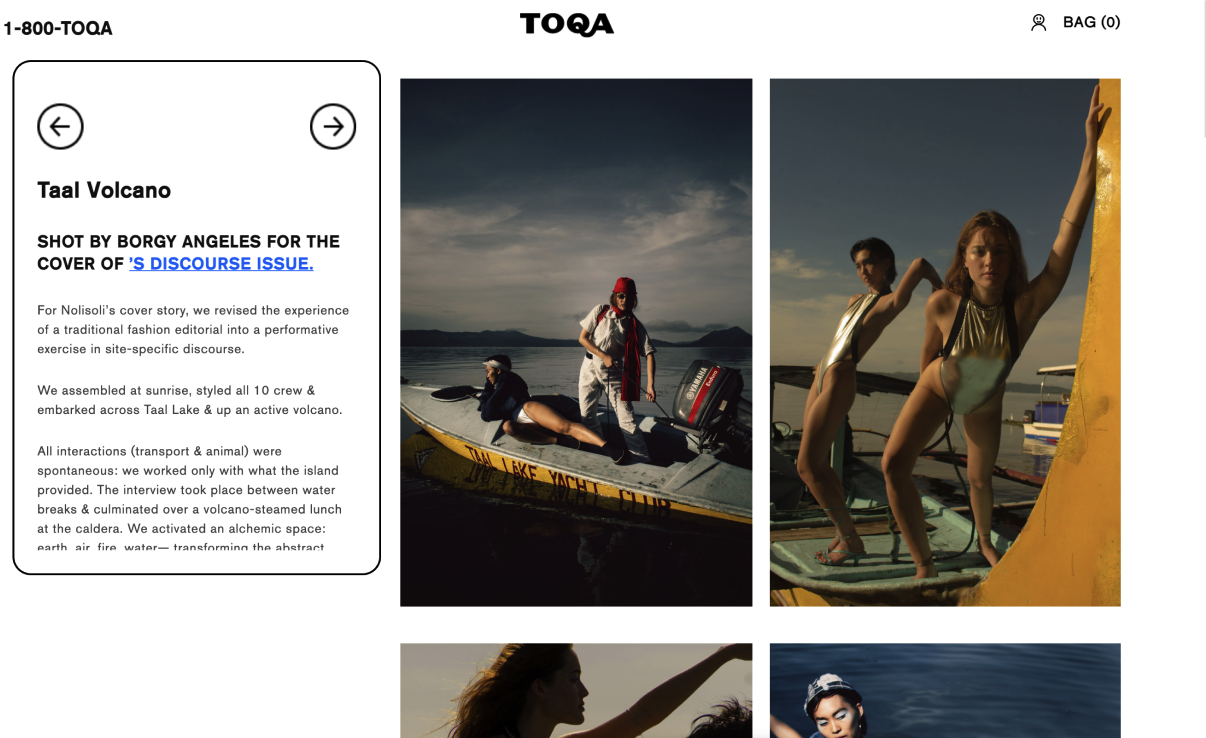 1-800-TOQA
TOQA
BAG (0)
Taal Volcano
SHOT BY BORGY ANGELES FOR THE
COVER OF 'S DISCOURSE ISSUE.
For Nolisoli's cover story, we revised the experience
of a traditional fashion editorial into a performative
exercise in site-specific discourse.
We assembled at sunrise, styled all 10 crew &
embarked across Taal Lake & up an active volcano.
All interactions (transport & animal) were
spontaneous: we worked only with what the island
provided. The interview took place between water
breaks & culminated over a volcano-steamed lunch
at the caldera. We activated an alchemic space:
earth, air, fire, water— transforming the abstract
YAMAHA
Enduro
TAAL LAKE YACHT CLUB